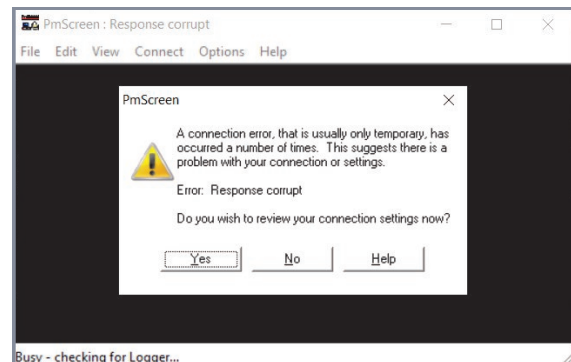 PmScreen : Response corrupt
File Edit View Connect Options Help
PmScreen
A connection error, that is usually only temporary, has
occurred a number of times. This suggests there is a
problem with your connection or settings.
Error: Response corrupt
Do you wish to review your connection settings now?
Yes No Help
Busy - checking for Logger...